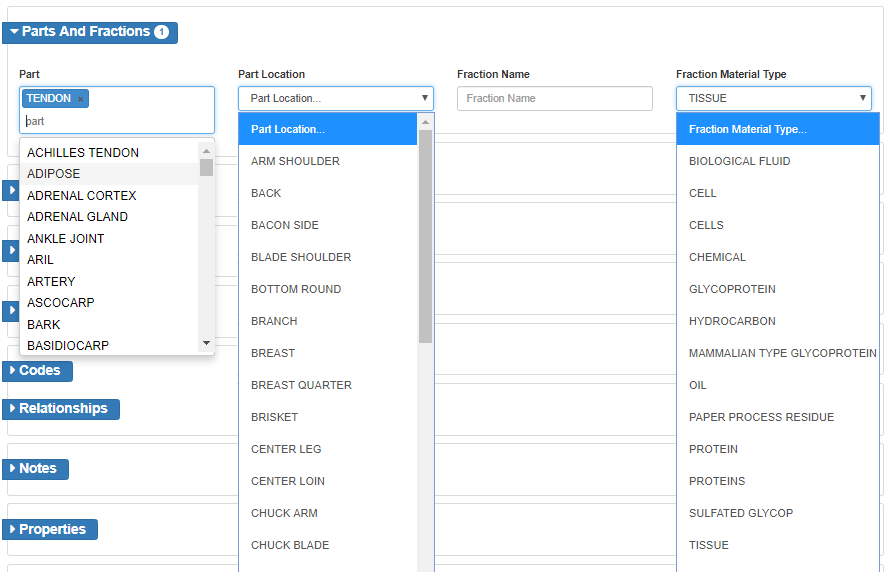 Parts And Fractions 1
Part
TENDON ×
part
ACHILLES TENDON
ADIPOSE
ADRENAL CORTEX
ADRENAL GLAND
ANKLE JOINT
ARIL
ARTERY
ASCOCARP
BARK
BASIDIOCARP
Part Location
Part Location...
Part Location...
ARM SHOULDER
BACK
BACON SIDE
BLADE SHOULDER
BOTTOM ROUND
BRANCH
BREAST
BREAST QUARTER
BRISKET
CENTER LEG
CENTER LOIN
CHUCK ARM
CHUCK BLADE
Fraction Name
Fraction Name
Fraction Material Type
TISSUE
Fraction Material Type...
BIOLOGICAL FLUID
CELL
CELLS
CHEMICAL
GLYCOPROTEIN
HYDROCARBON
MAMMALIAN TYPE GLYCOPROTEIN
OIL
PAPER PROCESS RESIDUE
PROTEIN
PROTEINS
SULFATED GLYCOP
TISSUE
Codes
Relationships
Notes
Properties